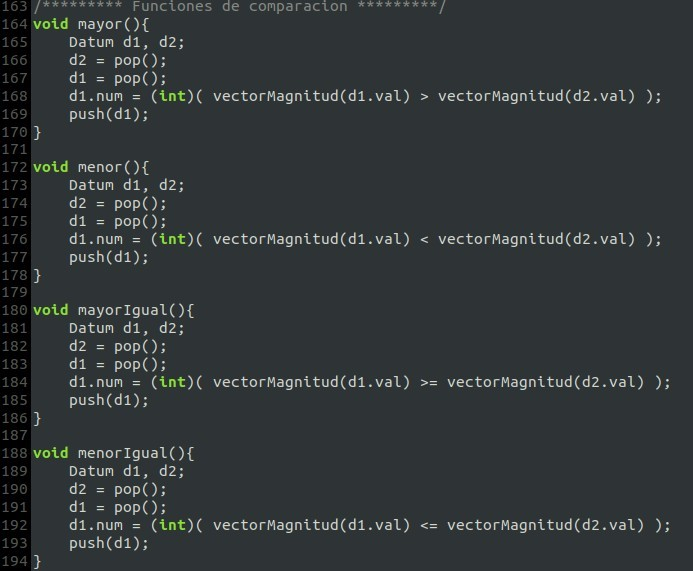 163 /********* Funciones de comparacion *********/
164 void mayor(){
165     Datum d1, d2;
166     d2 = pop();
167     d1 = pop();
168     d1.num = (int)( vectorMagnitud(d1.val) > vectorMagnitud(d2.val) );
169     push(d1);
170 }
171
172 void menor(){
173     Datum d1, d2;
174     d2 = pop();
175     d1 = pop();
176     d1.num = (int)( vectorMagnitud(d1.val) < vectorMagnitud(d2.val) );
177     push(d1);
178 }
179
180 void mayorIgual(){
181     Datum d1, d2;
182     d2 = pop();
183     d1 = pop();
184     d1.num = (int)( vectorMagnitud(d1.val) >= vectorMagnitud(d2.val) );
185     push(d1);
186 }
187
188 void menorIgual(){
189     Datum d1, d2;
190     d2 = pop();
191     d1 = pop();
192     d1.num = (int)( vectorMagnitud(d1.val) <= vectorMagnitud(d2.val) );
193     push(d1);
194 }